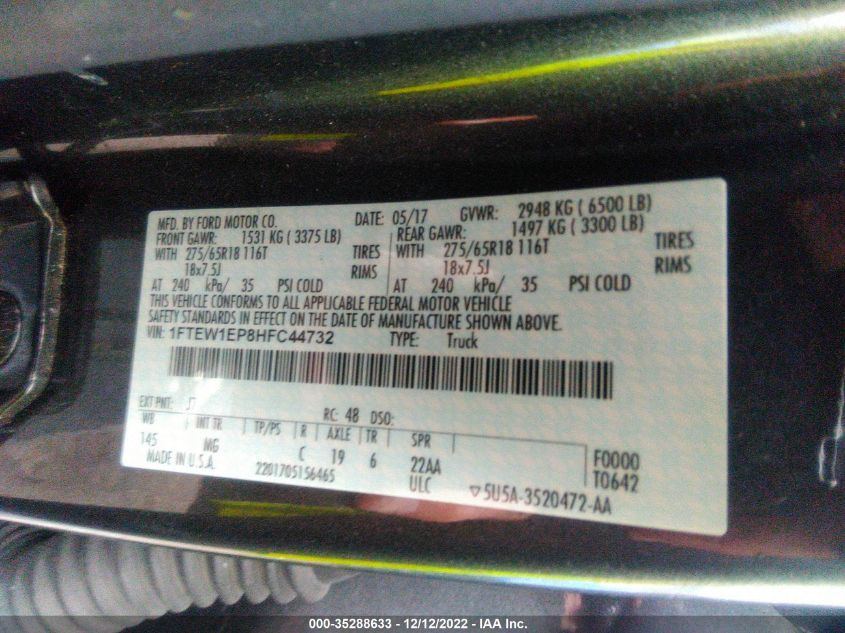 MFD. BY FORD MOTOR CO. DATE: 05/17 GVWR: 2948 KG ( 6500 LB)
FRONT GAWR: 1531 KG ( 3375 LB) REAR GAWR: 1497 KG ( 3300 LB)
WITH 275/65R18 116T TIRES WITH 275/65R18 116T TIRES
18x7.5J RIMS 18x7.5J RIMS
AT 240 kPa/ 35 PSI COLD AT 240 kPa/ 35 PSI COLD
THIS VEHICLE CONFORMS TO ALL APPLICABLE FEDERAL MOTOR VEHICLE
SAFETY STANDARDS IN EFFECT ON THE DATE OF MANUFACTURE SHOWN ABOVE.
VIN: 1FTEW1EP8HFC44732 TYPE: Truck
EXT PNT: J7 RC: 48 DSO:
WB INT TR TP/PS R AXLE TR SPR
145 MG C 19 6 22AA F0000
MADE IN U.S.A. 2201705156465 ULC T0642
▽5U5A-3520472-AA
000-35288633 - 12/12/2022 - IAA Inc.